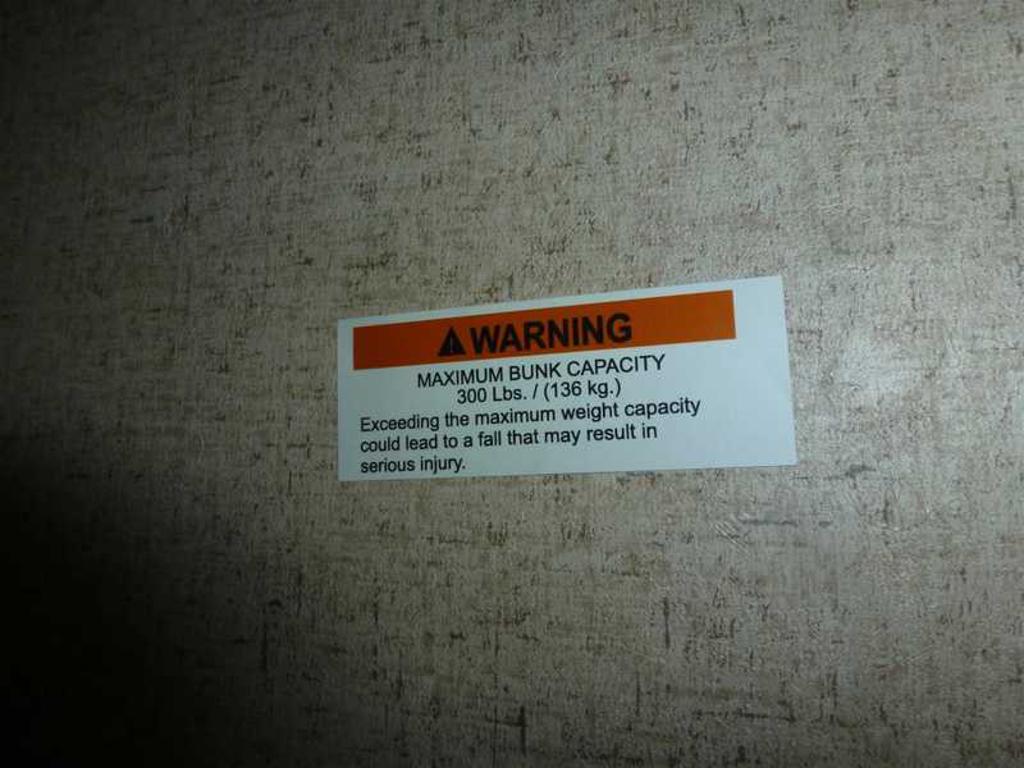 WARNING
MAXIMUM BUNK CAPACITY
300 Lbs. / (136 kg.)
Exceeding the maximum weight capacity
could lead to a fall that may result in
serious injury.